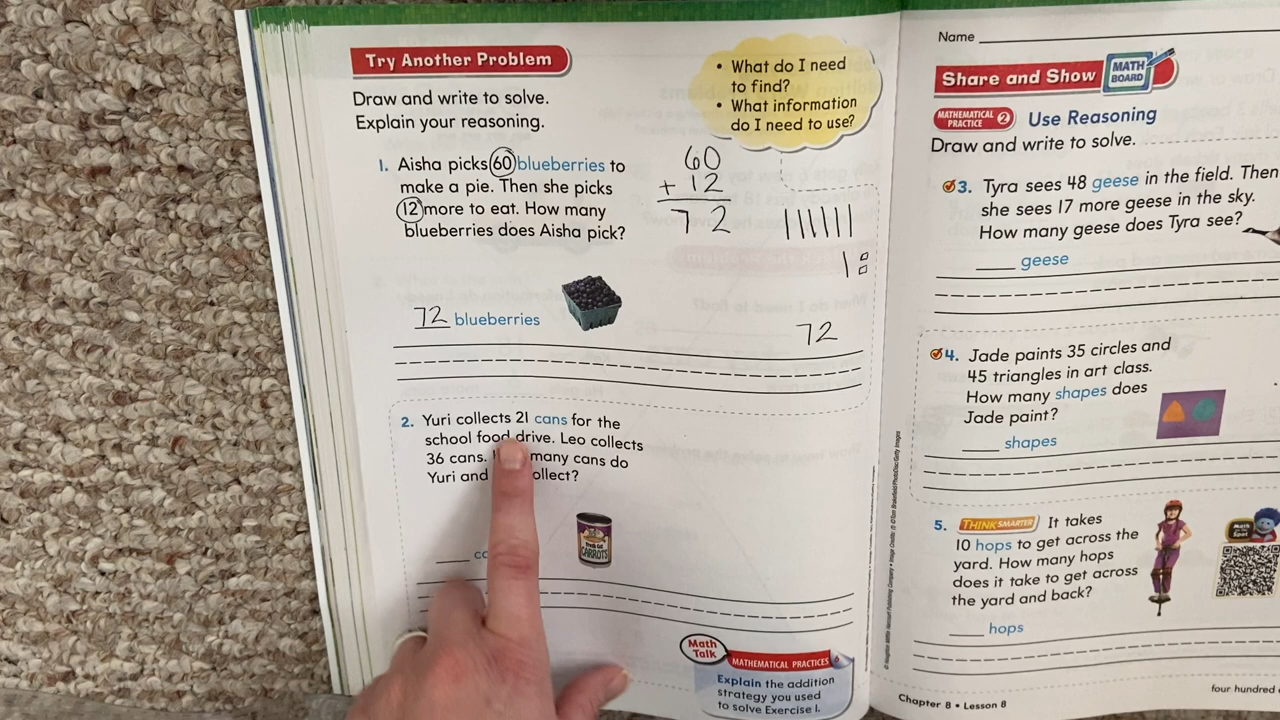 Try Another Problem
Draw and write to solve.
Explain your reasoning.
• What do I need
to find?
• What information
do I need to use?
1. Aisha picks 60 blueberries to
make a pie. Then she picks
12 more to eat. How many
blueberries does Aisha pick?
60
+ 12
72
72 blueberries
72
2. Yuri collects 21 cans for the
school food drive. Leo collects
36 cans. many cans do
Yuri and collect?
CARROTS
Math
Talk
MATHEMATICAL PRACTICES
Explain the addition
strategy you used
to solve Exercise 1.
Name
Share and Show
MATH
BOARD
MATHEMATICAL
PRACTICE 2
Use Reasoning
Draw and write to solve.
3. Tyra sees 48 geese in the field. Then
she sees 17 more geese in the sky.
How many geese does Tyra see?
geese
4. Jade paints 35 circles and
45 triangles in art class.
How many shapes does
Jade paint?
shapes
5. THINK SMARTER It takes
10 hops to get across the
yard. How many hops
does it take to get across
the yard and back?
Math
on the
Spot
hops
Chapter 8 • Lesson 8
four hundred